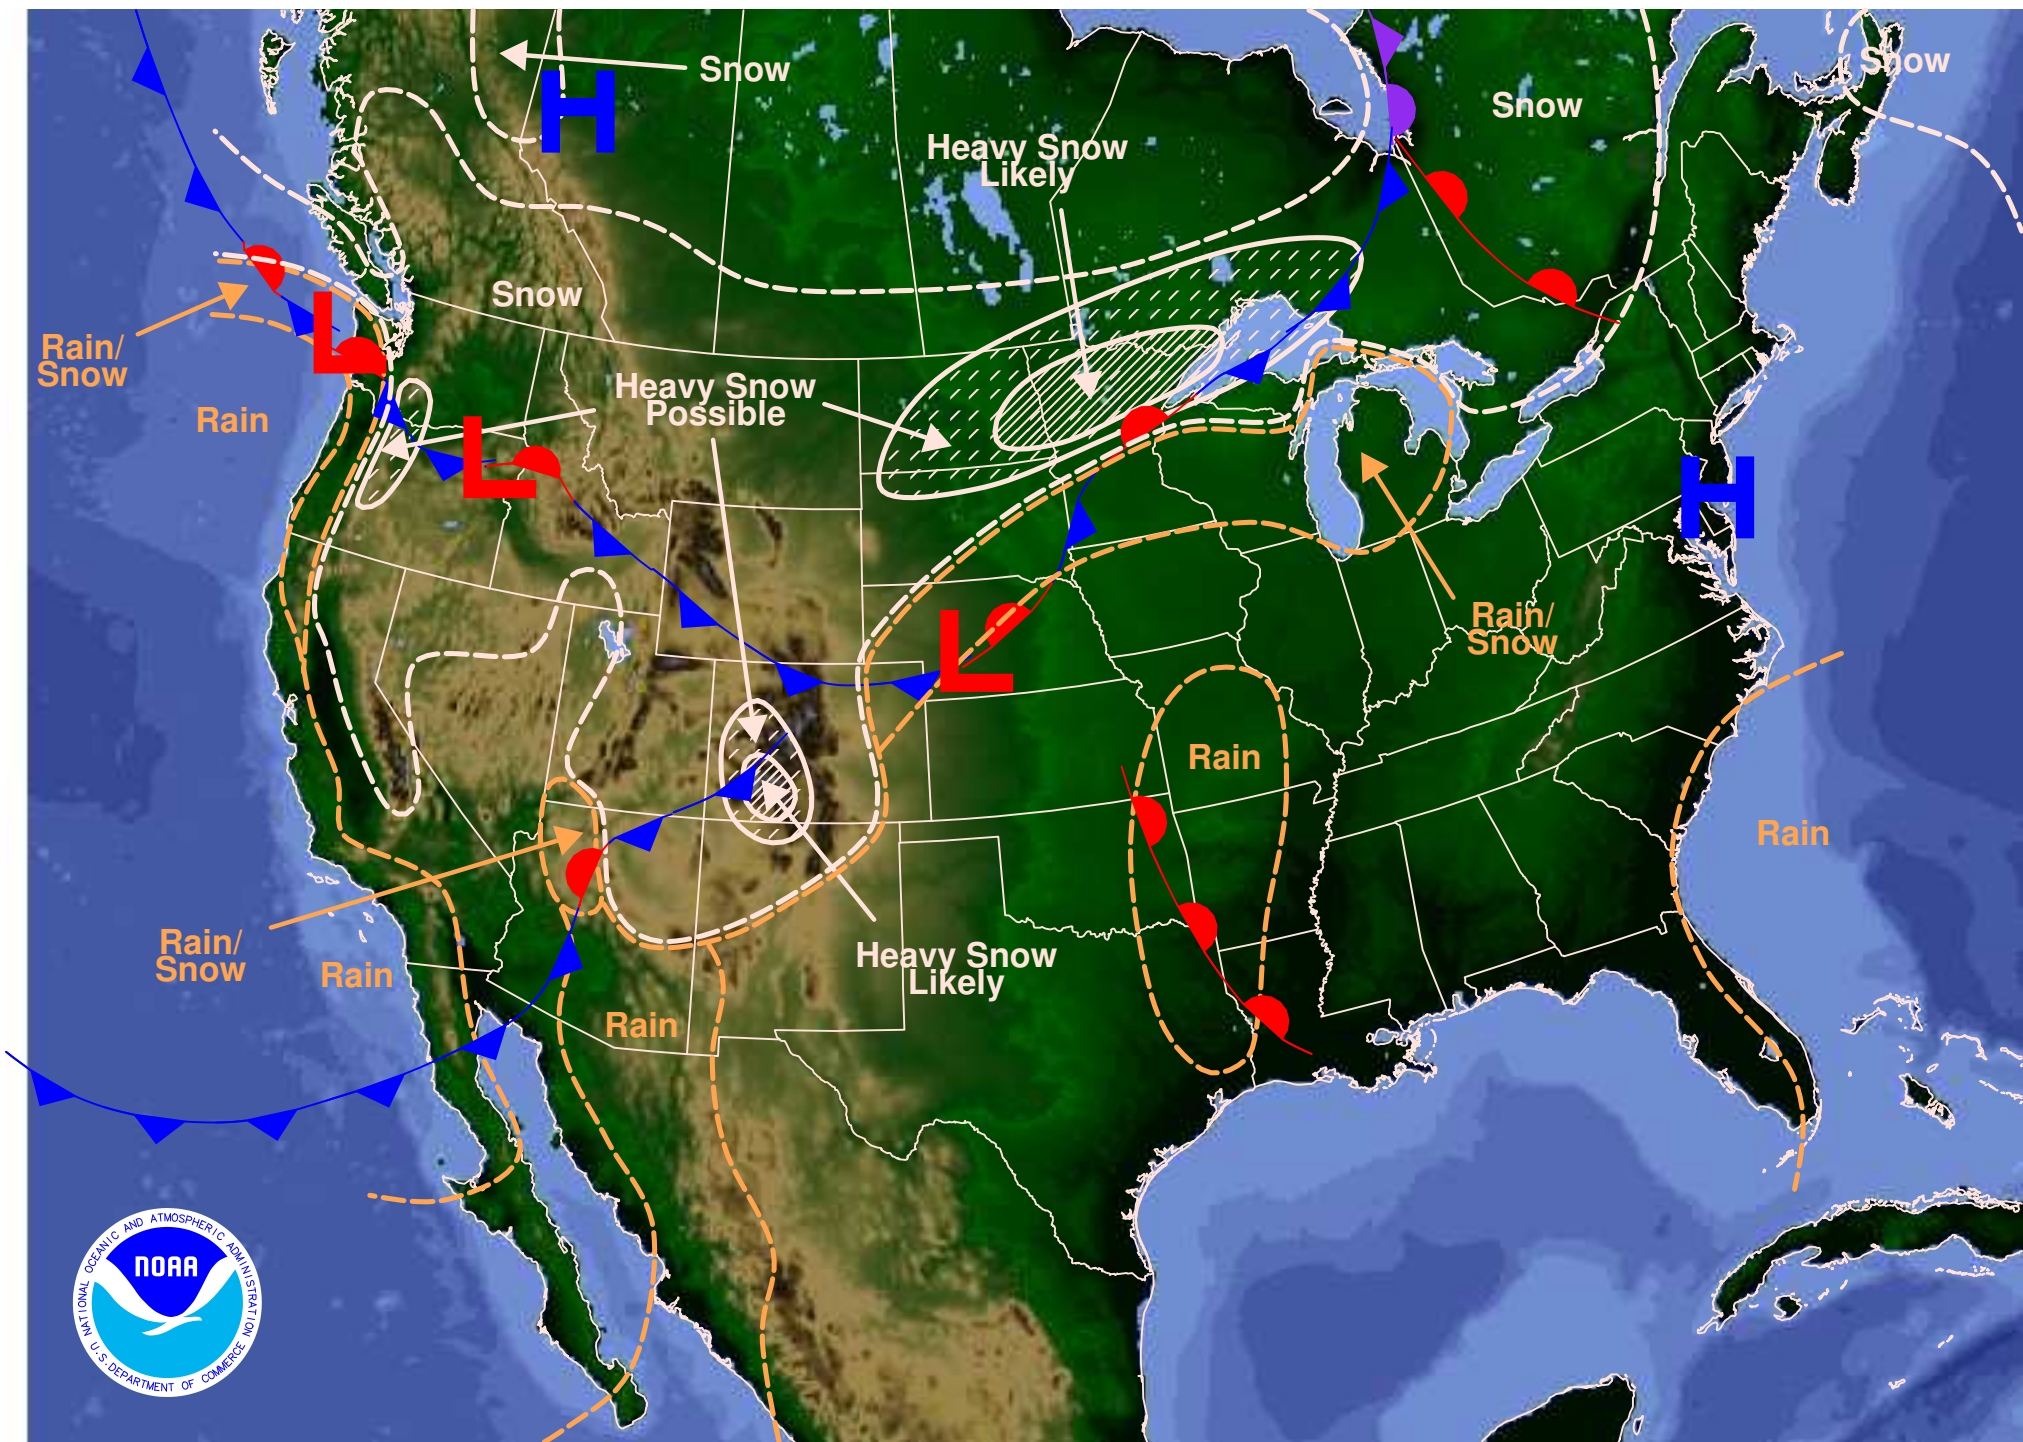 Snow
Snow
Snow
H
Heavy Snow
Likely
Snow
L
Rain/
Snow
Heavy Snow
Possible
Rain
L
H
L
Rain/
Snow
Rain
Rain
Rain/
Snow
Rain
Heavy Snow
Likely
Rain
NATIONAL OCEANIC AND ATMOSPHERIC ADMINISTRATION
NOAA
U.S. DEPARTMENT OF COMMERCE